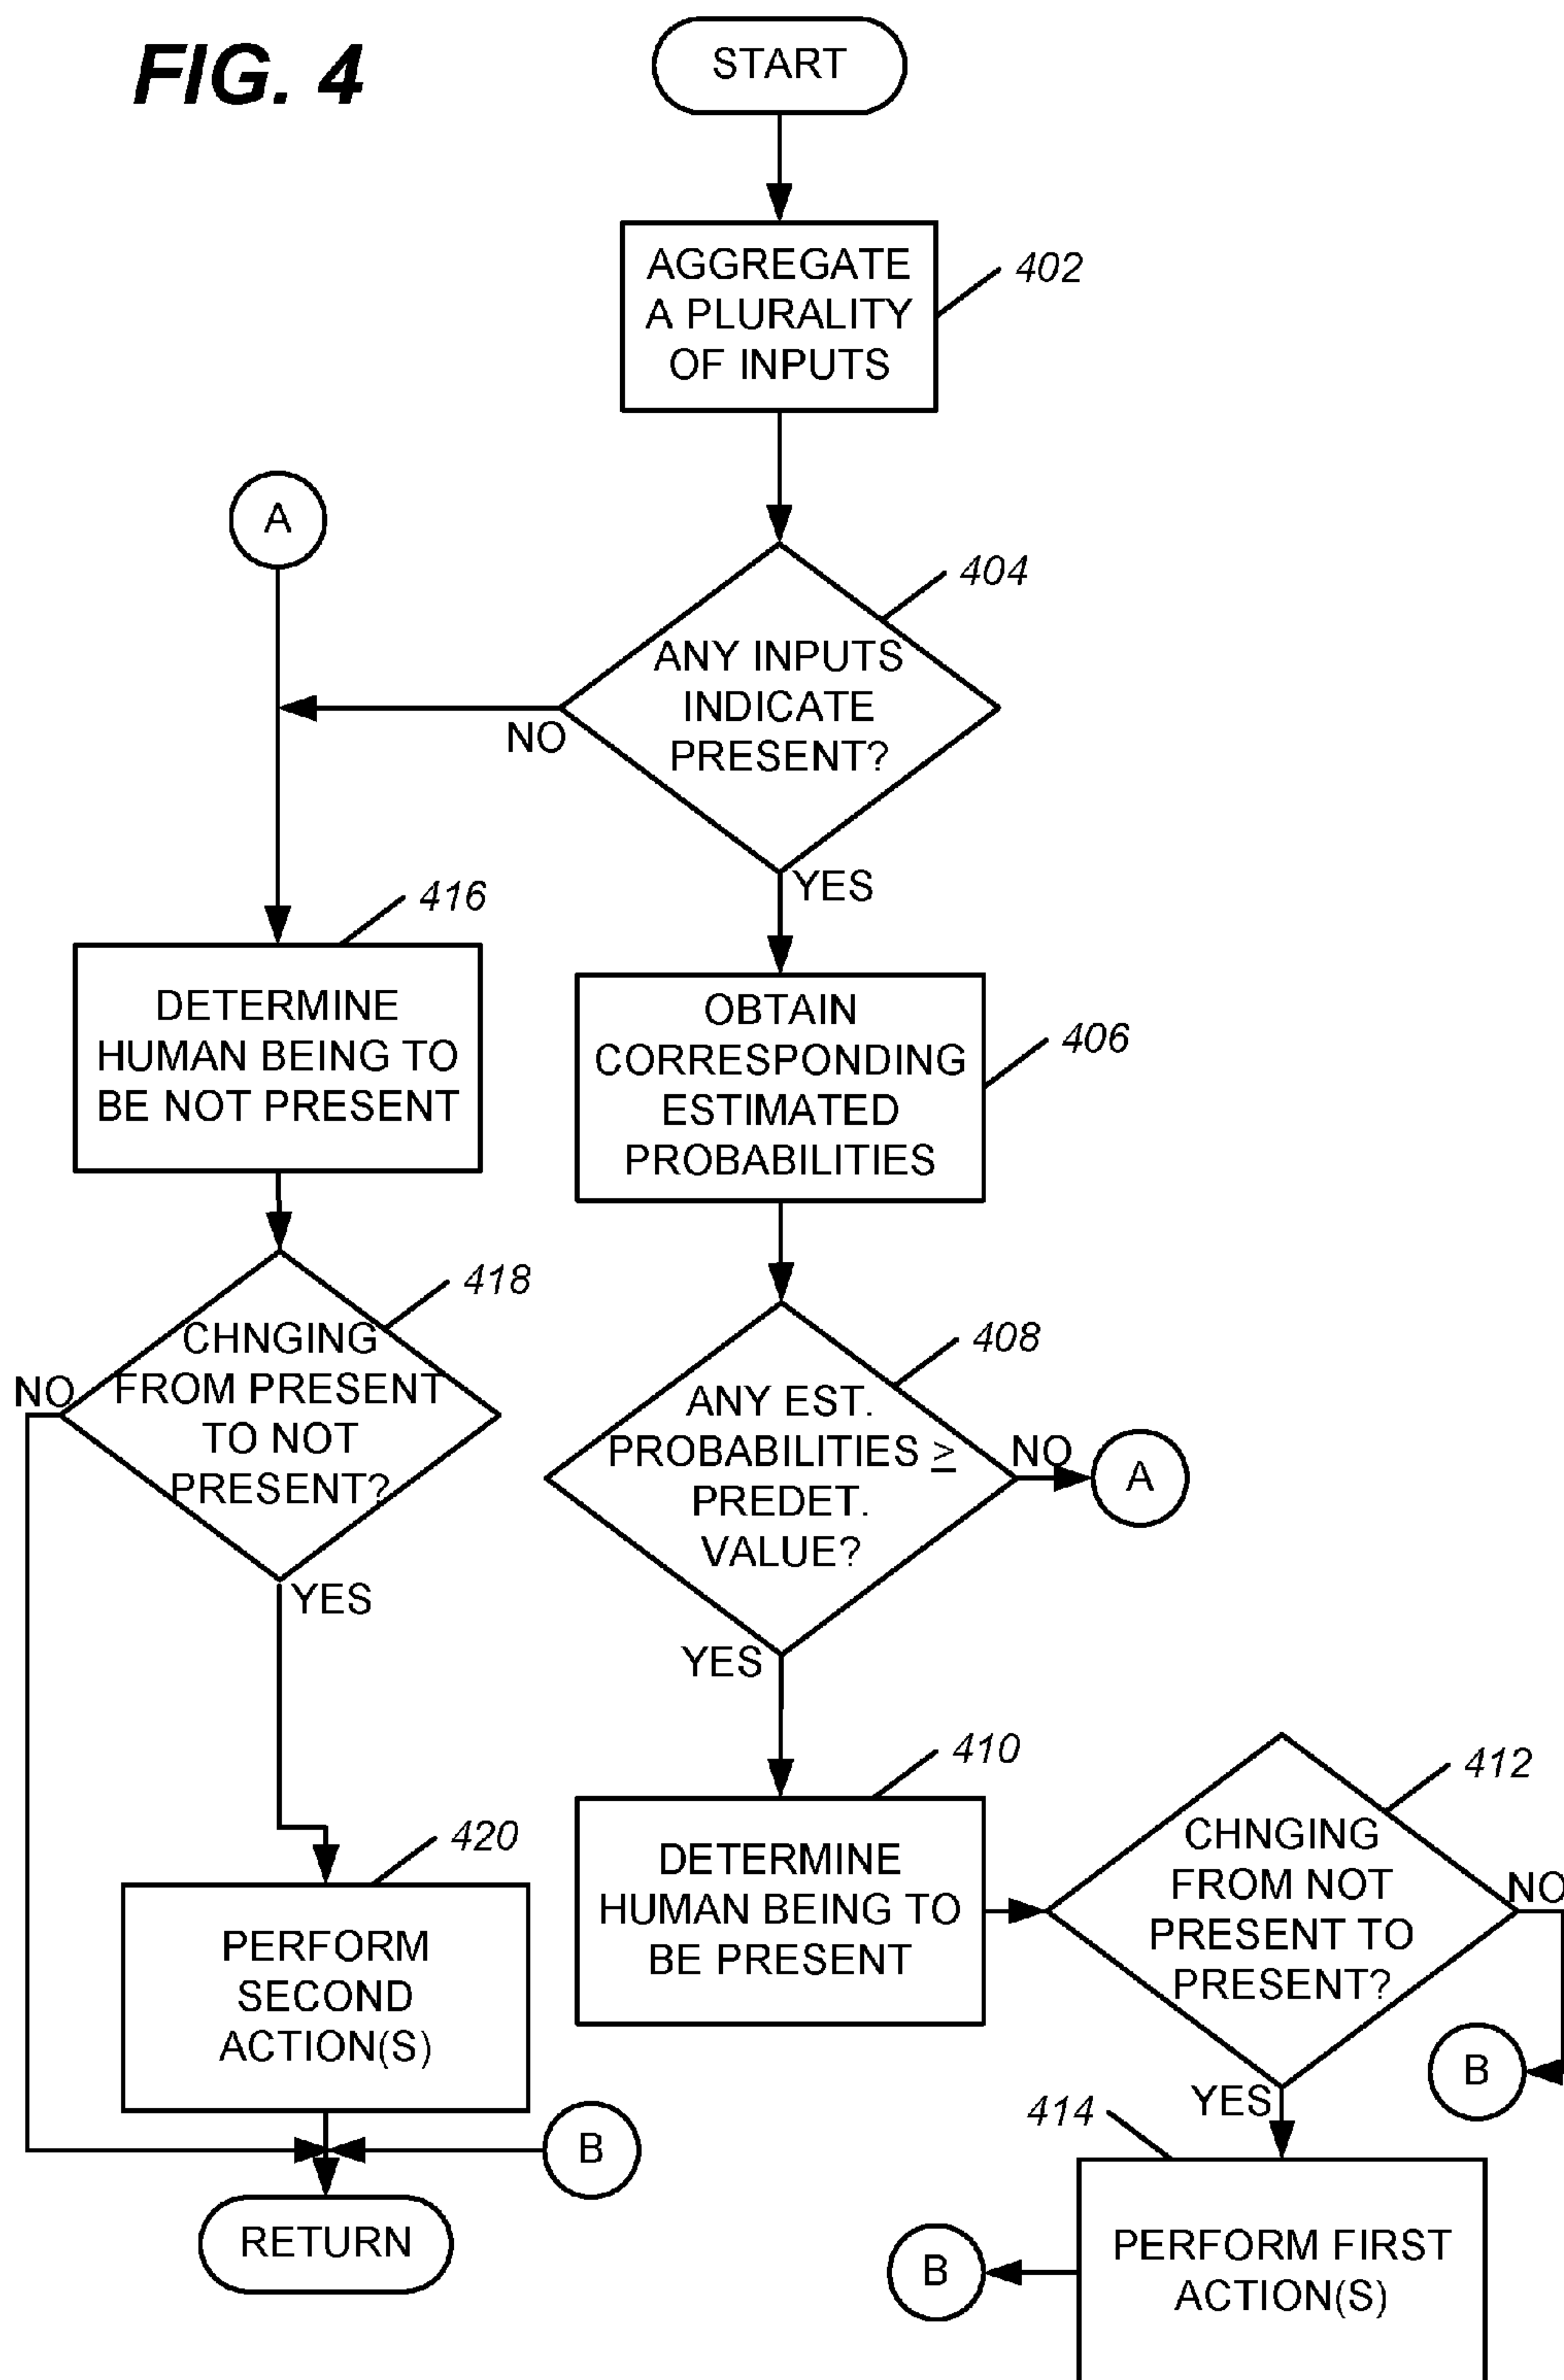 FIG. 4
START
AGGREGATE
A PLURALITY
OF INPUTS
402
A
404
ANY INPUTS
INDICATE
PRESENT?
NO
YES
416
DETERMINE
HUMAN BEING TO
BE NOT PRESENT
OBTAIN
CORRESPONDING
ESTIMATED
PROBABILITIES
406
418
CHNGING
FROM PRESENT
TO NOT
PRESENT?
NO
YES
408
ANY EST.
PROBABILITIES ≥
PREDET.
VALUE?
NO
A
YES
410
DETERMINE
HUMAN BEING TO
BE PRESENT
412
CHNGING
FROM NOT
PRESENT TO
PRESENT?
NO
B
YES
420
PERFORM
SECOND
ACTION(S)
B
RETURN
414
PERFORM FIRST
ACTION(S)
B